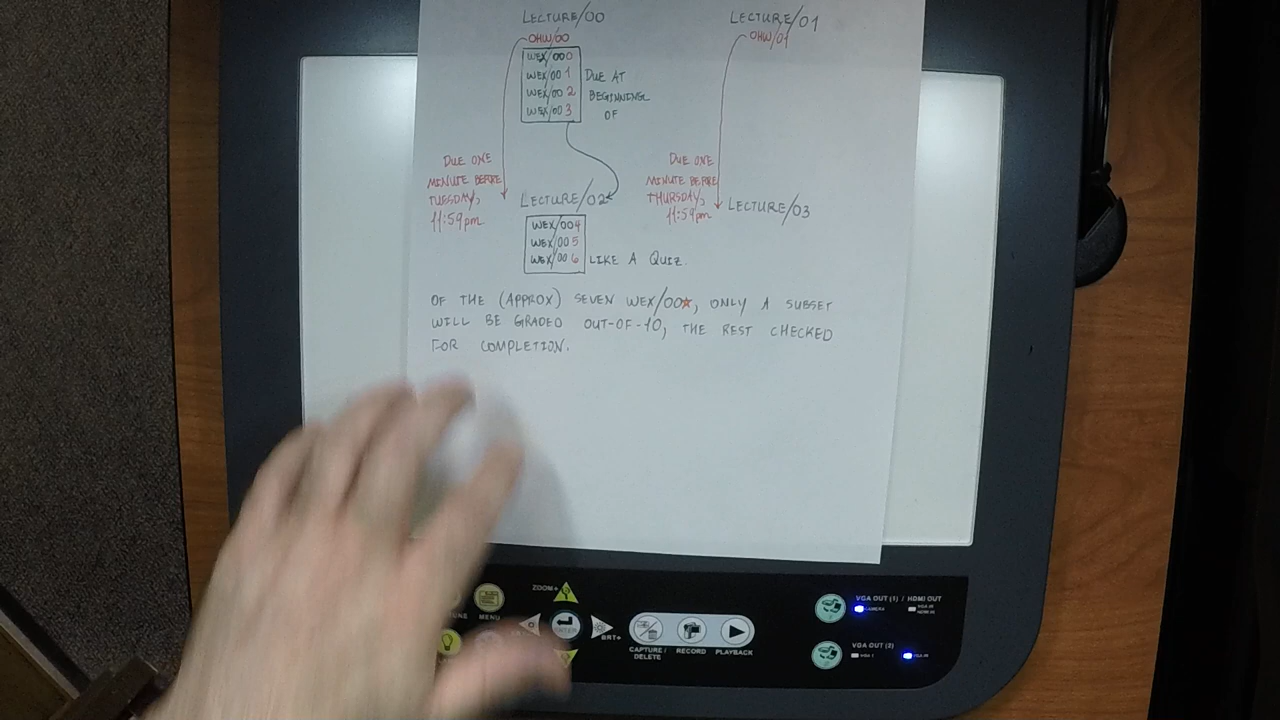 LECTURE/00
OHW/00
WEX/000
WEX/001
WEX/002
WEX/003
DUE AT
BEGINNING
OF
DUE ONE
MINUTE BEFRE
TUESDAY,
11:59pm
LECTURE/02
WEX/004
WEX/005
WEX/006
LIKE A QUIZ.
LECTURE/01
OHW/01
DUE ONE
MINUTE BEFRE
THURSDAY,
11:59pm
LECTURE/03
OF THE (APPROX) SEVEN WEX/00☆, ONLY A SUBSET
WILL BE GRADED OUT-OF-10, THE REST CHECKED
FOR COMPLETION.
MENU
ZOOM+
BRT+
CAPTURE/
DELETE
RECORD
PLAYBACK
VGA OUT (1) / HDMI OUT
CAMERA
VGA OUT (2)